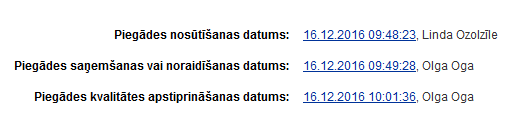 Piegādes nosūtīšanas datums: 16.12.2016 09:48:23, Linda Ozolzīle
Piegādes saņemšanas vai noraidīšanas datums: 16.12.2016 09:49:28, Olga Oga
Piegādes kvalitātes apstiprināšanas datums: 16.12.2016 10:01:36, Olga Oga